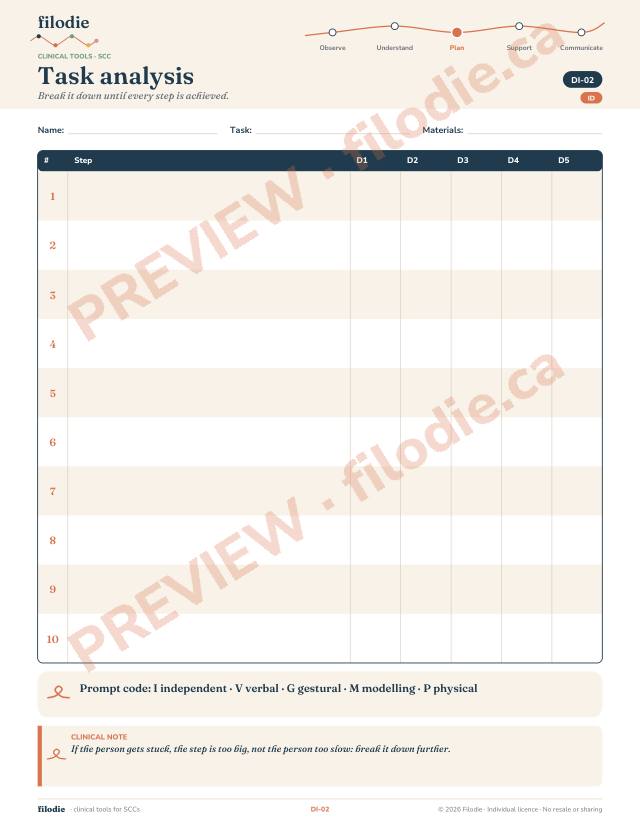 filodie
Observe Understand Plan Support Communicate
CLINICAL TOOLS · SCC
Task analysis
Break it down until every step is achieved.
DI-02
ID
Name: Task: Materials:
# Step D1 D2 D3 D4 D5
1
2
3
4
5
6
7
8
9
10
PREVIEW · filodie.ca
PREVIEW · filodie.ca
Prompt code: I independent · V verbal · G gestural · M modelling · P physical
CLINICAL NOTE
If the person gets stuck, the step is too big, not the person too slow: break it down further.
filodie · clinical tools for SCCs DI-02 © 2026 Filodie · Individual licence · No resale or sharing